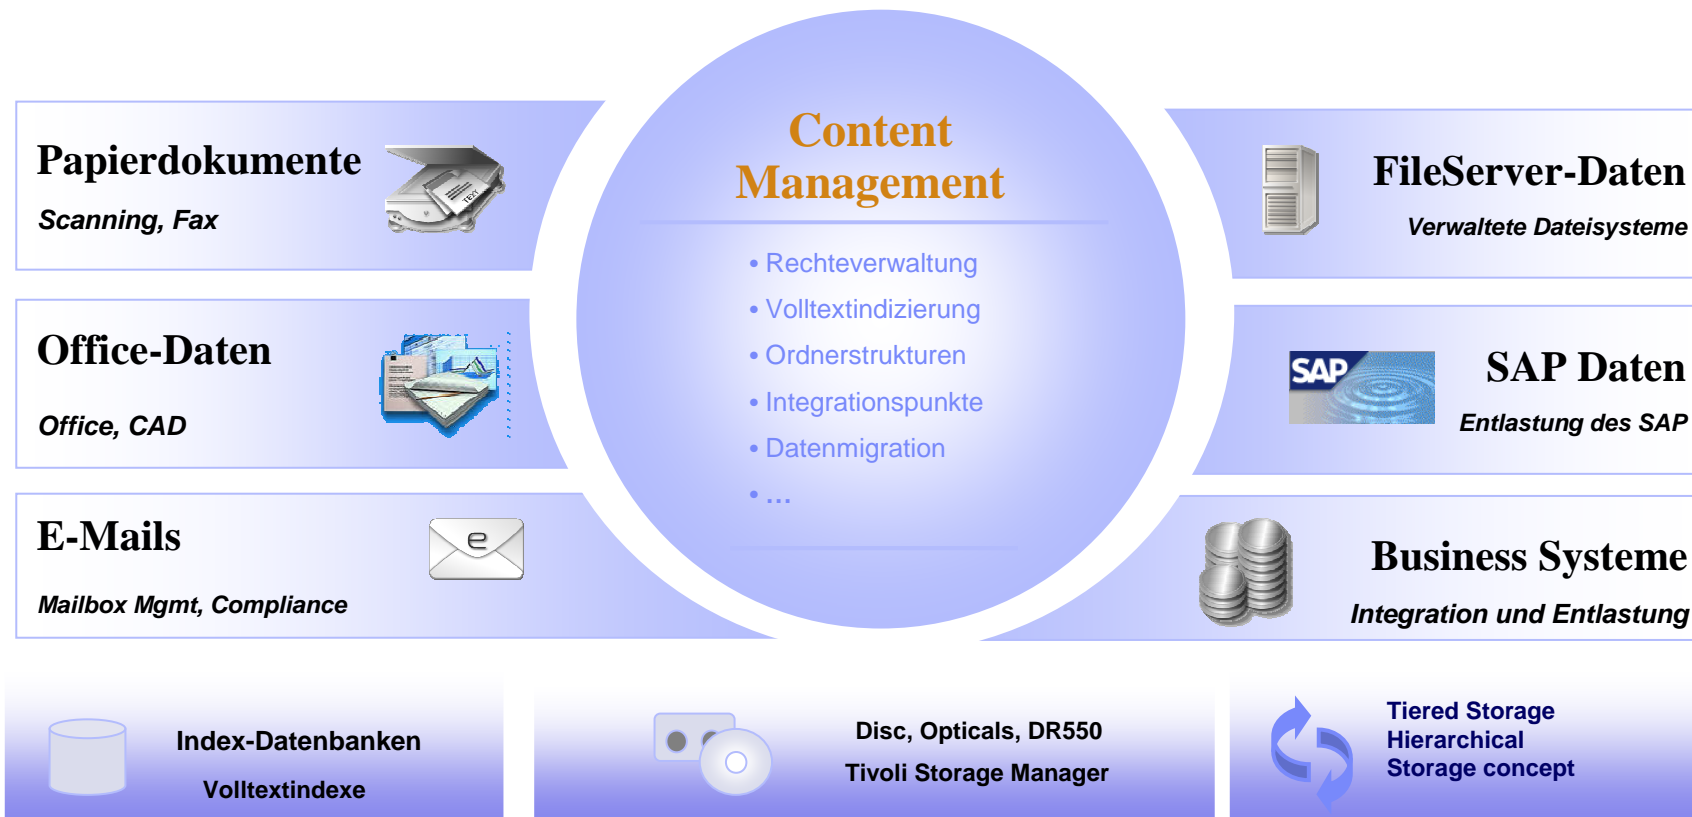 Content
Management
• Rechteverwaltung
• Volltextindizierung
• Ordnerstrukturen
• Integrationspunkte
• Datenmigration
• ...
Papierdokumente
Scanning, Fax
TEXT
Office-Daten
Office, CAD
E-Mails
e
Mailbox Mgmt, Compliance
FileServer-Daten
Verwaltete Dateisysteme
SAP
SAP Daten
Entlastung des SAP
Business Systeme
Integration und Entlastung
Index-Datenbanken
Volltextindexe
Disc, Opticals, DR550
Tivoli Storage Manager
Tiered Storage
Hierarchical
Storage concept